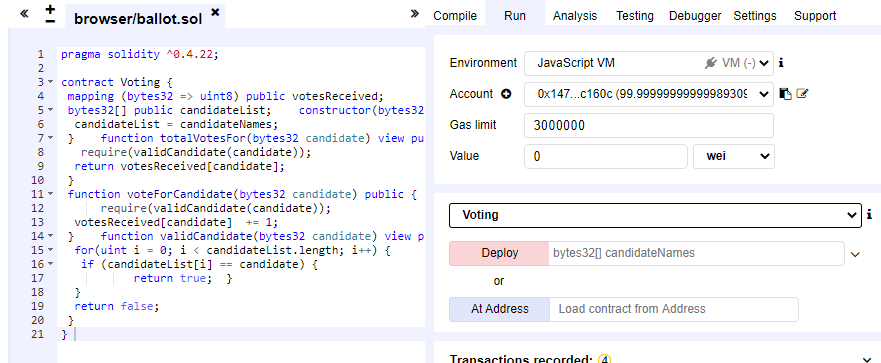 browser/ballot.sol
Compile Run Analysis Testing Debugger Settings Support
1 pragma solidity ^0.4.22;
2
3 contract Voting {
4 mapping (bytes32 => uint8) public votesReceived;
5 bytes32[] public candidateList; constructor(bytes32
6 candidateList = candidateNames;
7 } function totalVotesFor(bytes32 candidate) view pu
8 require(validCandidate(candidate));
9 return votesReceived[candidate];
10 }
11 function voteForCandidate(bytes32 candidate) public {
12 require(validCandidate(candidate));
13 votesReceived[candidate] += 1;
14 } function validCandidate(bytes32 candidate) view p
15 for(uint i = 0; i < candidateList.length; i++) {
16 if (candidateList[i] == candidate) {
17 return true; }
18 }
19 return false;
20 }
21 }
Environment JavaScript VM VM (-) i
Account 0x147...c160c (99.99999999999989309
Gas limit 3000000
Value 0 wei
Voting i
Deploy bytes32[] candidateNames
or
At Address Load contract from Address
Transactions recorded: 4